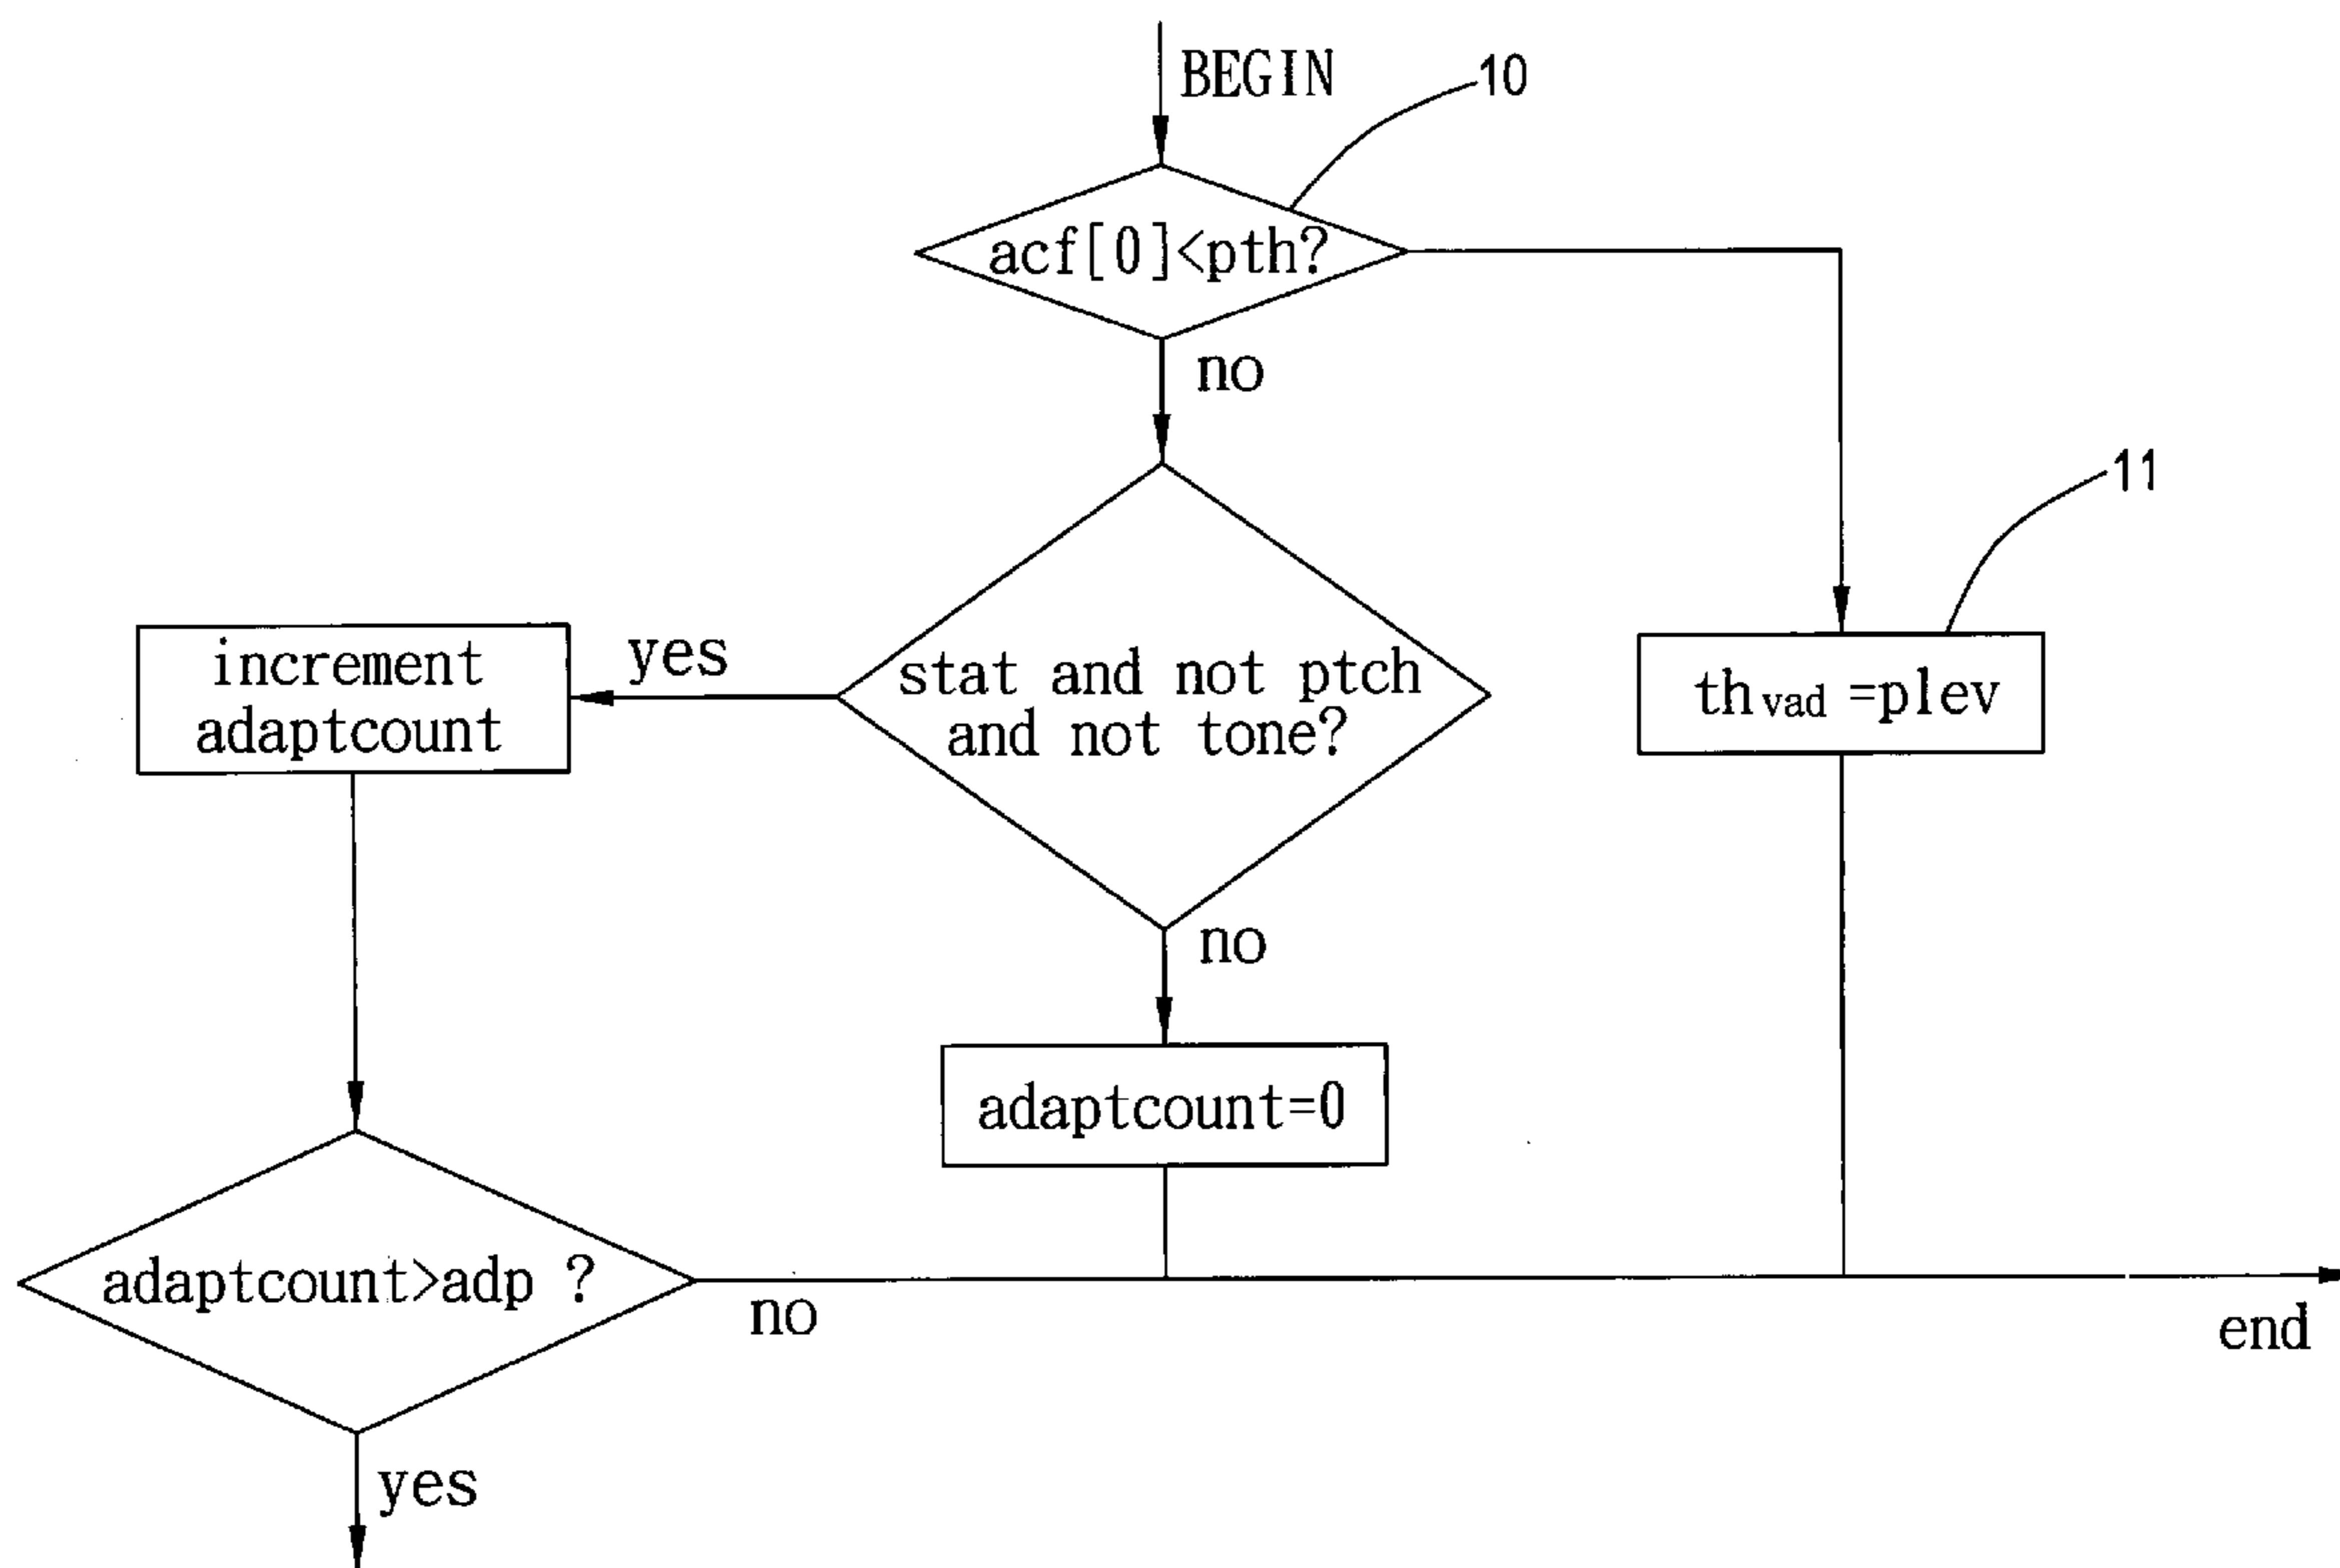 BEGIN
10
acf[0]<pth?
no
11
increment
adaptcount
yes
stat and not ptch
and not tone?
thvad =plev
no
adaptcount=0
adaptcount>adp ?
no
end
yes